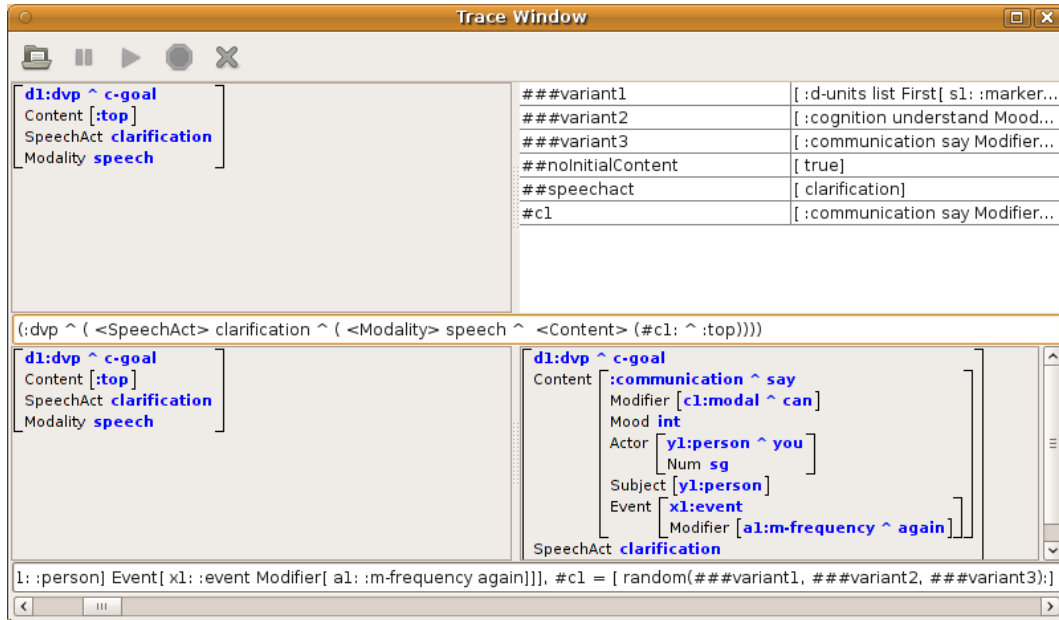 Trace Window
d1:dvp ^ c-goal
Content [:top]
SpeechAct clarification
Modality speech
###variant1 [ :d-units list First[ s1: :marker...
###variant2 [ :cognition understand Mood...
###variant3 [ :communication say Modifier...
##noInitialContent [ true]
##speechact [ clarification]
#c1 [ :communication say Modifier...
(:dvp ^ ( <SpeechAct> clarification ^ ( <Modality> speech ^ <Content> (#c1: ^ :top))))
d1:dvp ^ c-goal
Content [:top]
SpeechAct clarification
Modality speech
d1:dvp ^ c-goal
Content [:communication ^ say
Modifier [c1:modal ^ can]
Mood int
Actor [y1:person ^ you
Num sg]
Subject [y1:person]
Event [x1:event
Modifier [a1:m-frequency ^ again]]]
SpeechAct clarification
1: :person] Event[ x1: :event Modifier[ a1: :m-frequency again]]], #c1 = [ random(###variant1, ###variant2, ###variant3):]